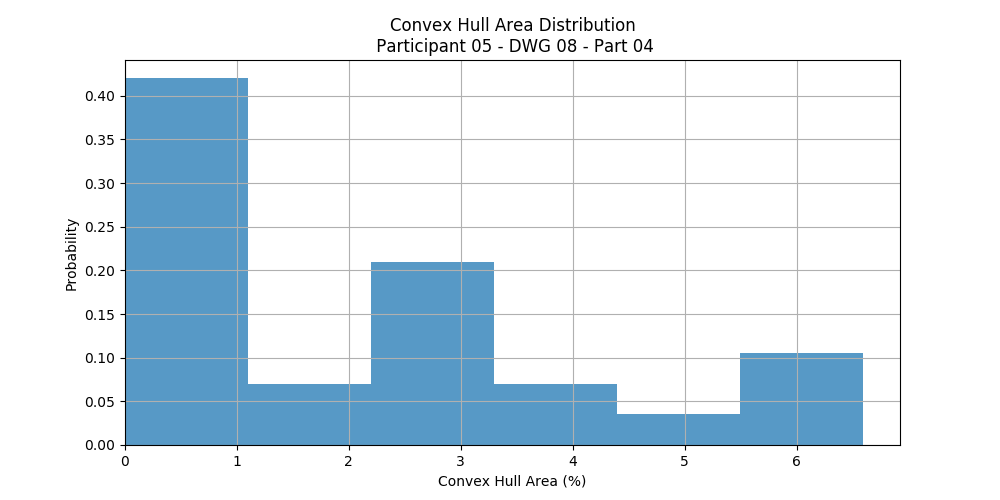 Convex Hull Area Distribution
Participant 05 - DWG 08 - Part 04
0.40
0.35
0.30
0.25
0.20
0.15
0.10
0.05
0.00
Probability
0 1 2 3 4 5 6
Convex Hull Area (%)